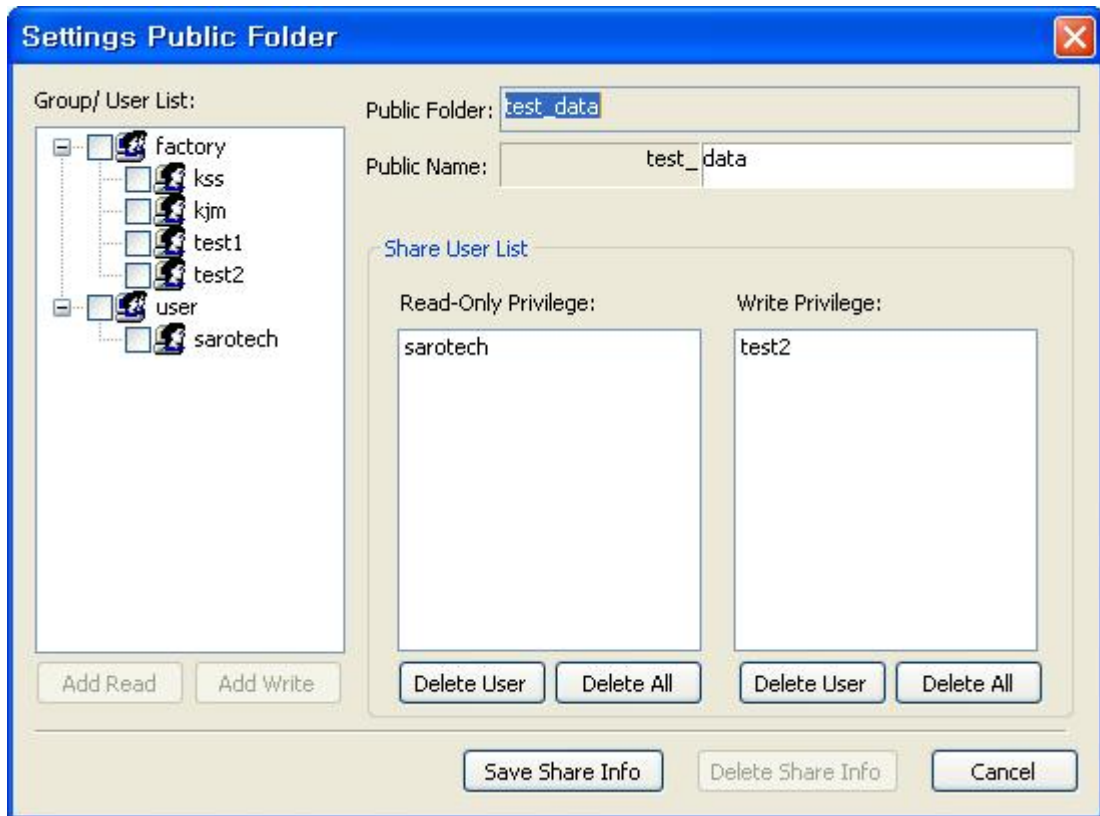 Settings Public Folder
Group/ User List:
factory
kss
kjm
test1
test2
user
sarotech
Add Read
Add Write
Public Folder:
test_data
Public Name:
test_
data
Share User List
Read-Only Privilege:
sarotech
Delete User
Delete All
Write Privilege:
test2
Delete User
Delete All
Save Share Info
Delete Share Info
Cancel